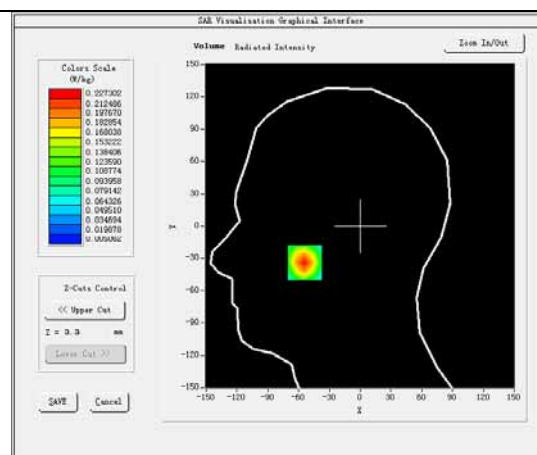 SAR Visualisation Graphical Interface
Volume Radiated Intensity
Zoom In/Out
Colors Scale
(W/kg)
0.227302
0.212486
0.197670
0.182854
0.168038
0.153222
0.138406
0.123590
0.108774
0.093958
0.079142
0.064326
0.049510
0.034694
0.019878
0.005062
Z-Cuts Control
<< Upper Cut
Z = 3.3 mm
Lower Cut >>
SAVE Cancel
150
120
90
60
30
0
-30
-60
-90
-120
-150
Y
-150 -120 -90 -60 -30 0 30 60 90 120 150
X